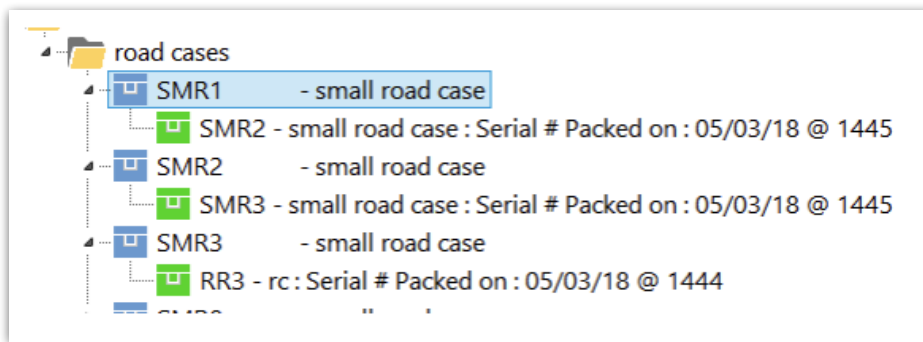 road cases
SMR1 - small road case
SMR2 - small road case : Serial # Packed on : 05/03/18 @ 1445
SMR2 - small road case
SMR3 - small road case : Serial # Packed on : 05/03/18 @ 1445
SMR3 - small road case
RR3 - rc : Serial # Packed on : 05/03/18 @ 1444